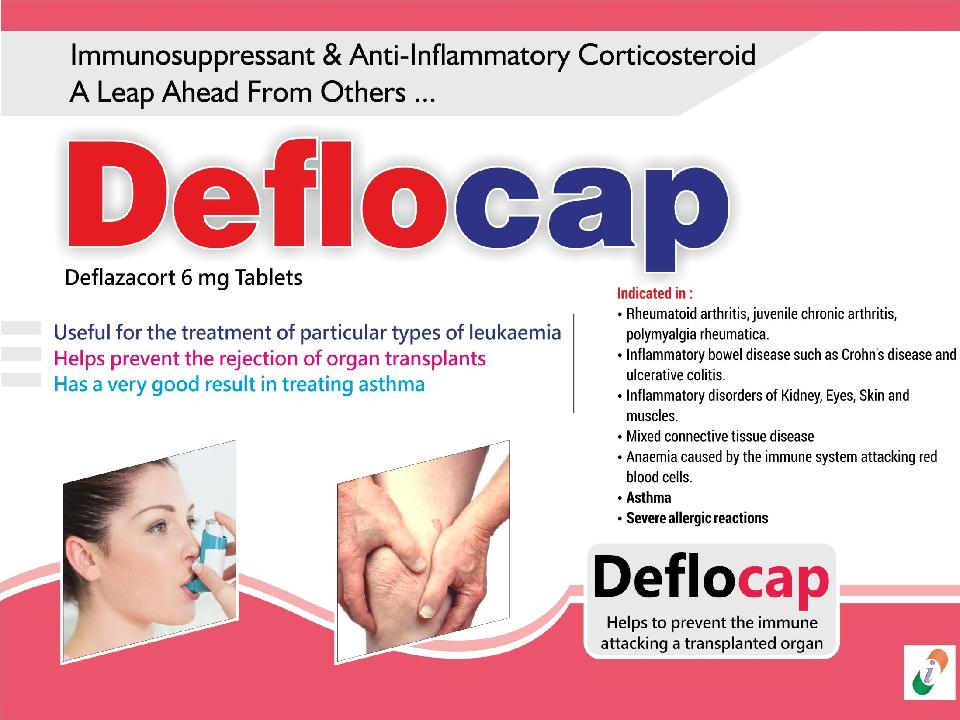 Immunosuppressant & Anti-Inflammatory Corticosteroid
A Leap Ahead From Others ...
Deflocap
Deflazacort 6 mg Tablets
Useful for the treatment of particular types of leukaemia
Helps prevent the rejection of organ transplants
Has a very good result in treating asthma
Indicated in :
• Rheumatoid arthritis, juvenile chronic arthritis,
polymyalgia rheumatica.
• Inflammatory bowel disease such as Crohn's disease and
ulcerative colitis.
• Inflammatory disorders of Kidney, Eyes, Skin and
muscles.
• Mixed connective tissue disease
• Anaemia caused by the immune system attacking red
blood cells.
• Asthma
• Severe allergic reactions
Deflocap
Helps to prevent the immune
attacking a transplanted organ
i